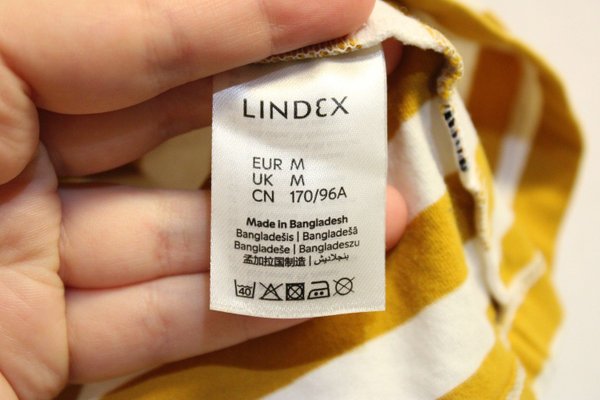 LINDEX
EUR M
UK M
CN 170/96A
Made in Bangladesh
Bangladešis | Bangladešā
Bangladeše | Bangladeszu
孟加拉国制造 | بنجلاديش
40